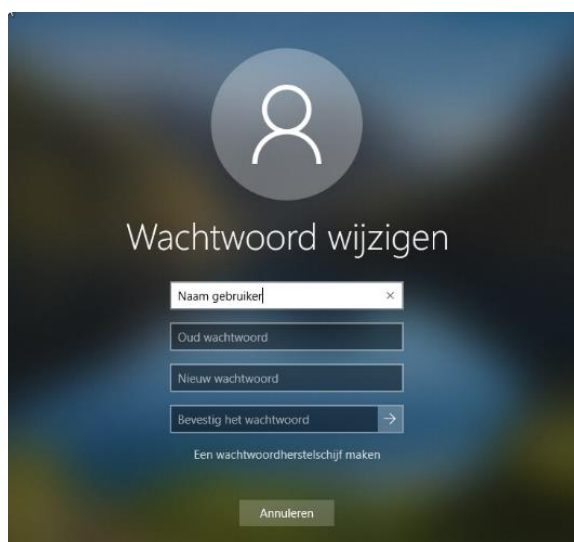 Wachtwoord wijzigen
Naam gebruiker
Oud wachtwoord
Nieuw wachtwoord
Bevestig het wachtwoord
Een wachtwoordherstelschijf maken
Annuleren